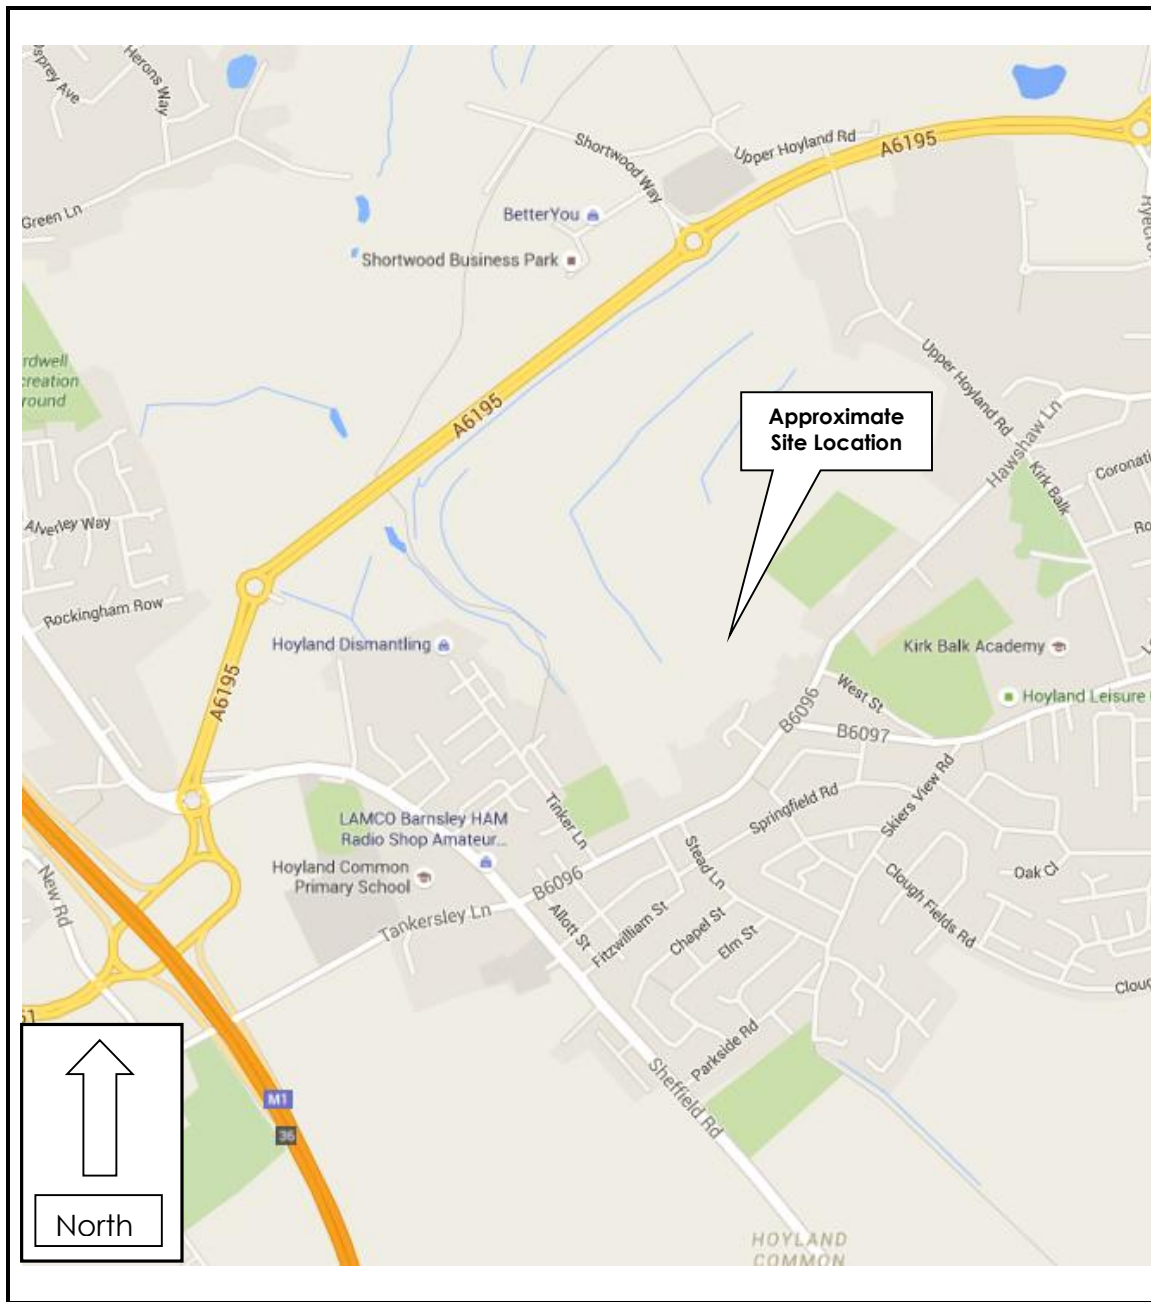 Osprey Ave
Herons Way
Green Ln
Shortwood Way
Upper Hoyland Rd
A6195
BetterYou
Shortwood Business Park
rdwell
creation
round
A6195
Approximate
Site Location
Upper Hoyland Rd
Hawshaw Ln
Kirk Balk
Coronati
Ro
Alverley Way
Rockingham Row
Hoyland Dismantling
A6195
Kirk Balk Academy
Hoyland Leisure
West St
B6096
B6097
Springfield Rd
Skiers View Rd
Tinker Ln
LAMCO Barnsley HAM
Radio Shop Amateur...
Hoyland Common
Primary School
B6096
Tankersley Ln
Stead Ln
Oak Cl
Clough Fields Rd
New Rd
Allott St
Fitzwilliam St
Chapel St
Elm St
Cloug
51
Parkside Rd
Sheffield Rd
M1
36
North
HOYLAND
COMMON